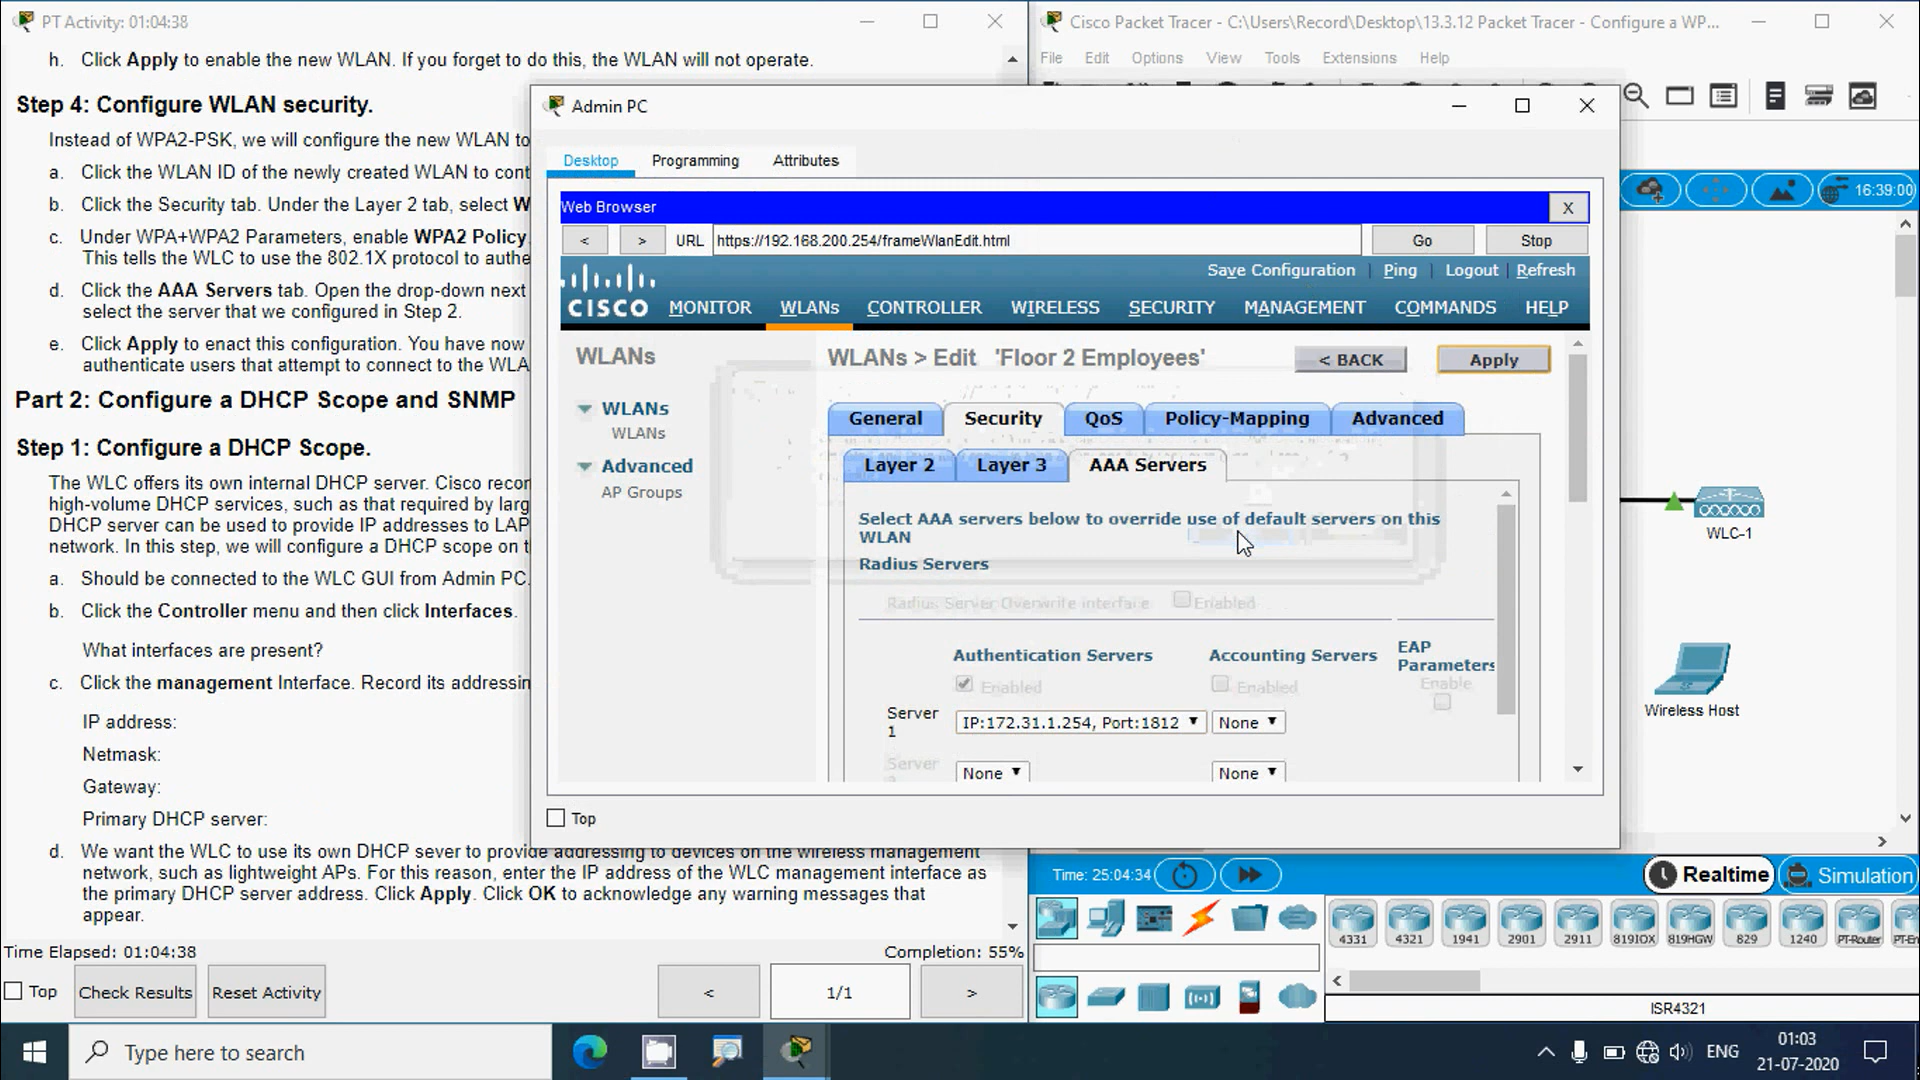 PT Activity: 01:04:38
h. Click Apply to enable the new WLAN. If you forget to do this, the WLAN will not operate.
Step 4: Configure WLAN security.
Instead of WPA2-PSK, we will configure the new WLAN to
a. Click the WLAN ID of the newly created WLAN to cont
b. Click the Security tab. Under the Layer 2 tab, select W
c. Under WPA+WPA2 Parameters, enable WPA2 Policy.
This tells the WLC to use the 802.1X protocol to authe
d. Click the AAA Servers tab. Open the drop-down next
select the server that we configured in Step 2.
e. Click Apply to enact this configuration. You have now
authenticate users that attempt to connect to the WLA
Part 2: Configure a DHCP Scope and SNMP
Step 1: Configure a DHCP Scope.
The WLC offers its own internal DHCP server. Cisco recor
high-volume DHCP services, such as that required by larg
DHCP server can be used to provide IP addresses to LAP
network. In this step, we will configure a DHCP scope on t
a. Should be connected to the WLC GUI from Admin PC.
b. Click the Controller menu and then click Interfaces.
What interfaces are present?
c. Click the management Interface. Record its addressin
IP address:
Netmask:
Gateway:
Primary DHCP server:
d. We want the WLC to use its own DHCP sever to provide addressing to devices on the wireless management
network, such as lightweight APs. For this reason, enter the IP address of the WLC management interface as
the primary DHCP server address. Click Apply. Click OK to acknowledge any warning messages that
appear.
Time Elapsed: 01:04:38
Completion: 55%
Top
Check Results
Reset Activity
<
1/1
>
Cisco Packet Tracer - C:\Users\Record\Desktop\13.3.12 Packet Tracer - Configure a WP...
File Edit Options View Tools Extensions Help
16:39:00
Admin PC
Desktop Programming Attributes
Web Browser
X
< > URL https://192.168.200.254/frameWlanEdit.html Go Stop
Save Configuration | Ping | Logout | Refresh
CISCO MONITOR WLANs CONTROLLER WIRELESS SECURITY MANAGEMENT COMMANDS HELP
WLANs
WLANs
WLANs
Advanced
AP Groups
WLANs > Edit 'Floor 2 Employees'
< BACK
Apply
General Security QoS Policy-Mapping Advanced
Layer 2 Layer 3 AAA Servers
Select AAA servers below to override use of default servers on this
WLAN
Radius Servers
Radius Server Overwrite interface Enabled
Authentication Servers Accounting Servers EAP Parameters
Enabled Enabled Enable
Server 1 IP:172.31.1.254, Port:1812 None
Server
None None
Top
WLC-1
Wireless Host
Time: 25:04:34
Realtime
Simulation
4331 4321 1941 2901 2911 819IOX 819HGW 829 1240 PT-Router PT-En
<
ISR4321
Type here to search
ENG
01:03
21-07-2020